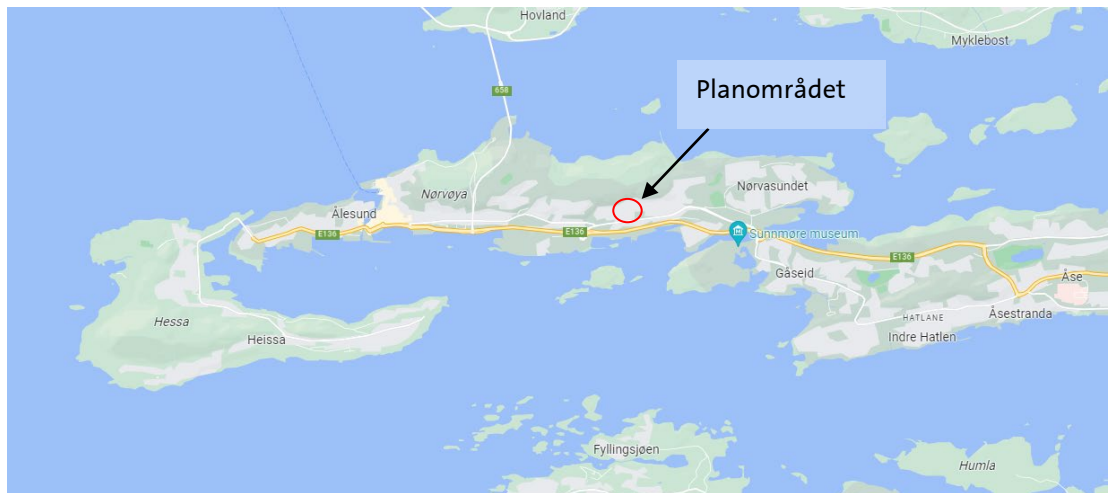 Hovland
Myklebost
658
Planområdet
Nørvøya
Nørvasundet
Ålesund
E136
E136
Sunnmøre museum
E136
Gåseid
Åse
Hessa
HATLANE
Åsestranda
Heissa
Indre Hatlen
Fyllingsjøen
Humla